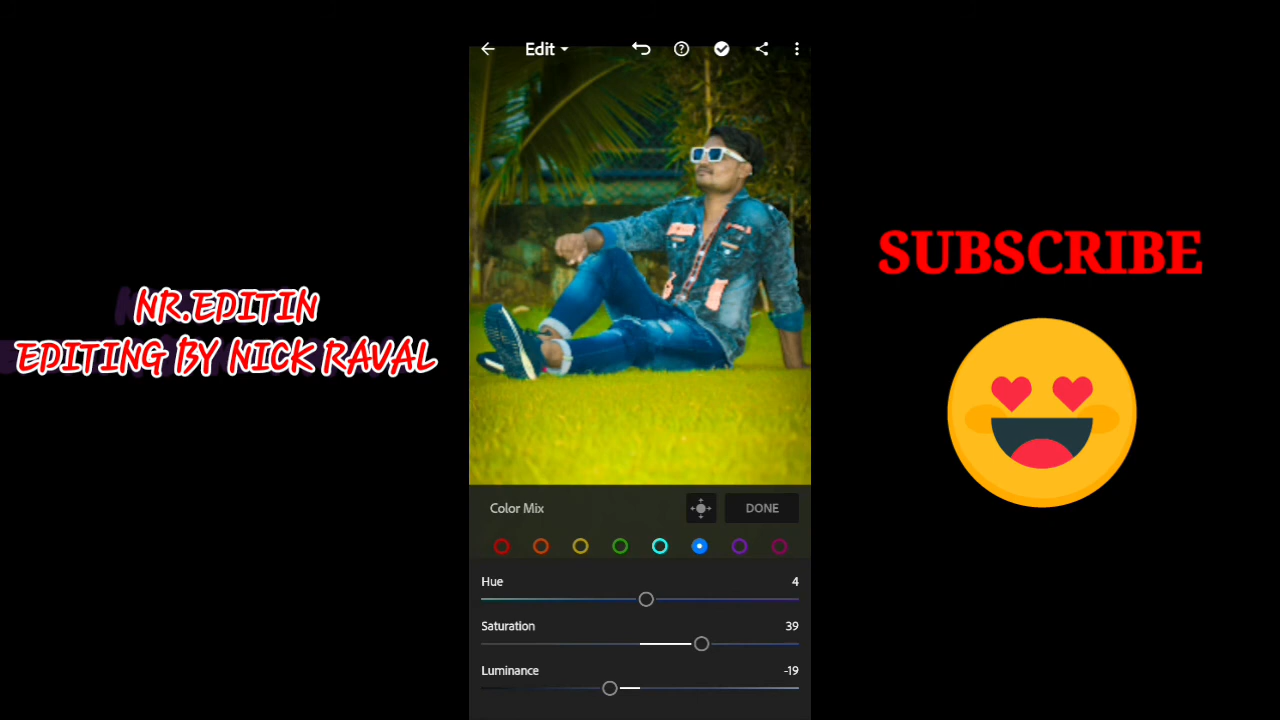 Edit
NR.EDITIN
EDITING BY NICK RAVAL
SUBSCRIBE
Color Mix
DONE
Hue
4
Saturation
39
Luminance
-19